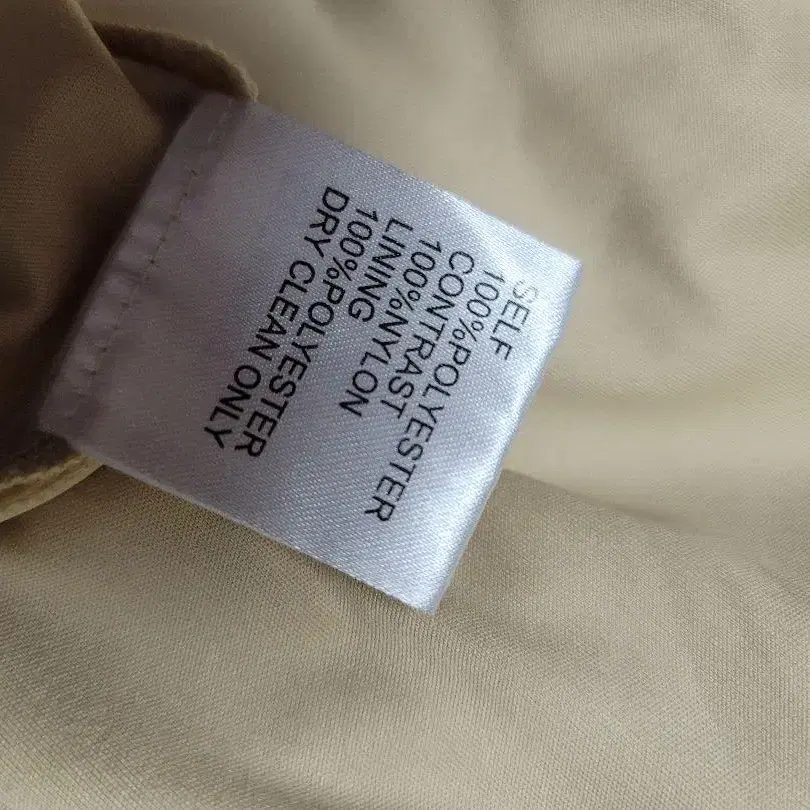 SELF
100%POLYESTER
CONTRAST
100%NYLON
LINING
100%POLYESTER
DRY CLEAN ONLY